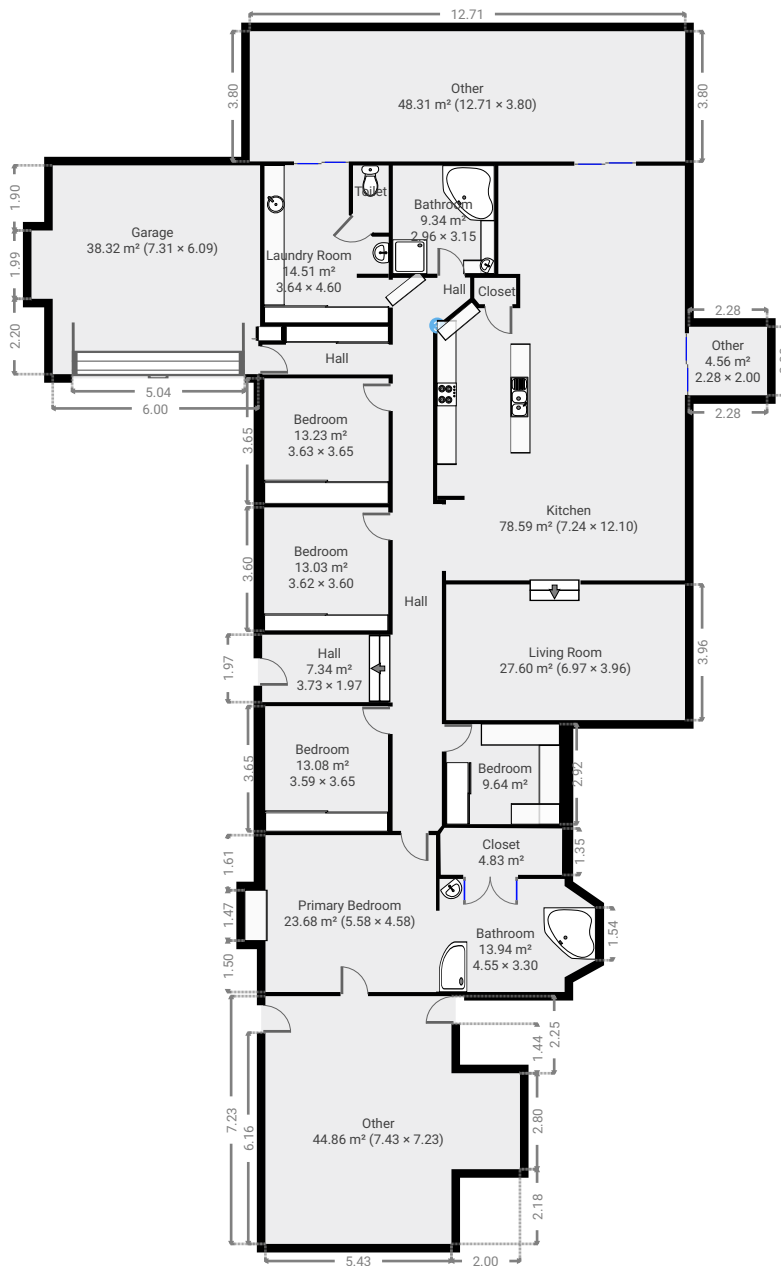 12.71
3.80
3.80
Other
48.31 m² (12.71 × 3.80)
1.90
1.99
2.20
Garage
38.32 m² (7.31 × 6.09)
Toilet
Laundry Room
14.51 m²
3.64 × 4.60
Bathroom
9.34 m²
2.96 × 3.15
Hall
Closet
2.28
Other
4.56 m²
2.28 × 2.00
2.28
Hall
5.04
6.00
3.65
Bedroom
13.23 m²
3.63 × 3.65
Kitchen
78.59 m² (7.24 × 12.10)
3.60
Bedroom
13.03 m²
3.62 × 3.60
Hall
1.97
Hall
7.34 m²
3.73 × 1.97
Living Room
27.60 m² (6.97 × 3.96)
3.96
3.65
Bedroom
13.08 m²
3.59 × 3.65
Bedroom
9.64 m²
2.92
1.61
1.47
1.50
Closet
4.83 m²
1.35
Primary Bedroom
23.68 m² (5.58 × 4.58)
Bathroom
13.94 m²
4.55 × 3.30
1.54
7.23
6.16
1.44
2.25
2.80
2.18
Other
44.86 m² (7.43 × 7.23)
5.43
2.00